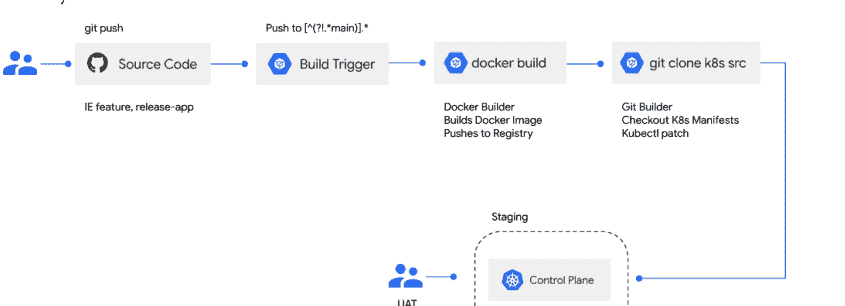 git push
Push to [^(?!.*main)].*
Source Code
Build Trigger
docker build
git clone k8s src
IE feature, release-app
Docker Builder
Builds Docker Image
Pushes to Registry
Git Builder
Checkout K8s Manifests
Kubectl patch
Staging
Control Plane
UAT